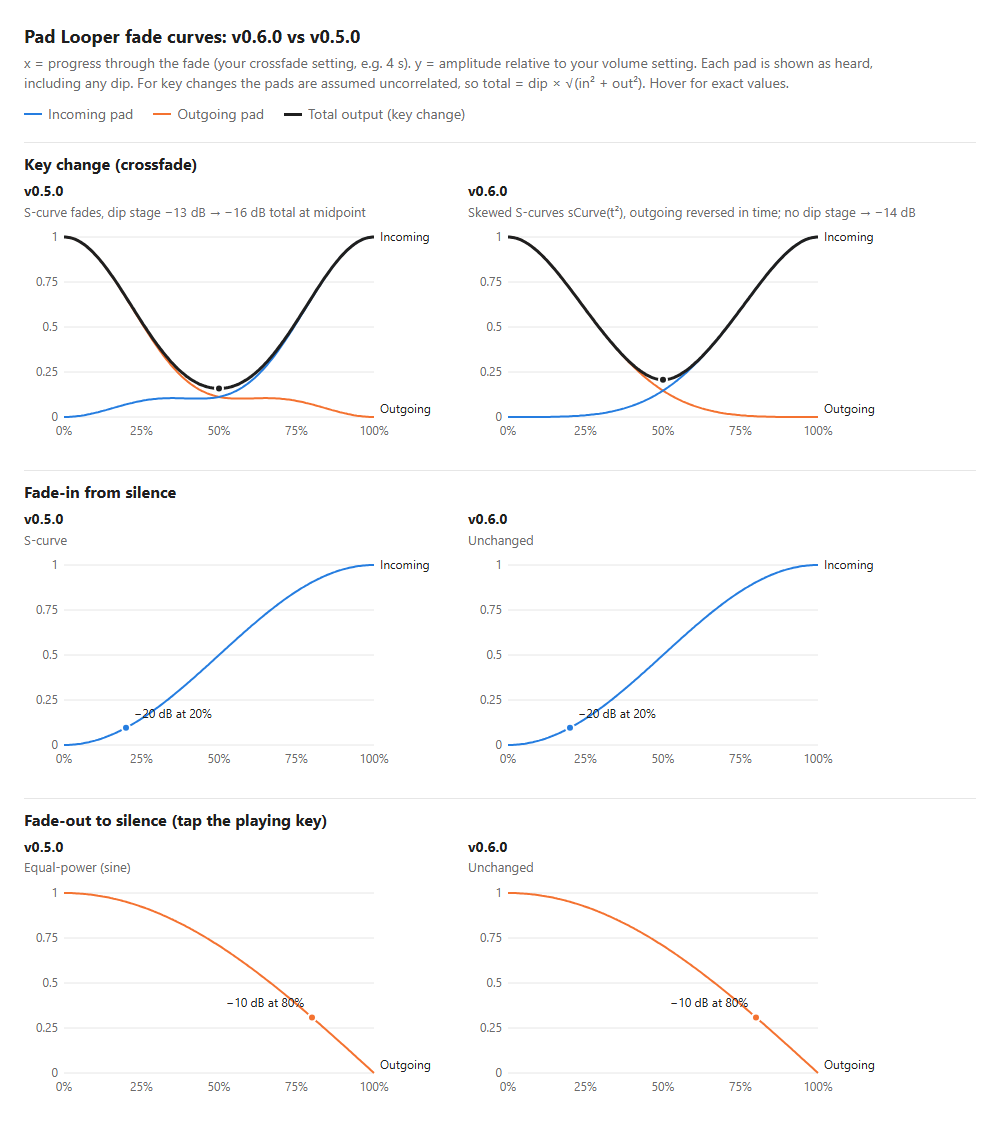 Pad Looper fade curves: v0.6.0 vs v0.5.0
x = progress through the fade (your crossfade setting, e.g. 4 s). y = amplitude relative to your volume setting. Each pad is shown as heard,
including any dip. For key changes the pads are assumed uncorrelated, so total = dip × √(in² + out²). Hover for exact values.
Incoming pad Outgoing pad Total output (key change)
Key change (crossfade)
v0.5.0
S-curve fades, dip stage −13 dB → −16 dB total at midpoint
1
0.75
0.5
0.25
0
0% 25% 50% 75% 100%
Incoming
Outgoing
v0.6.0
Skewed S-curves sCurve(t²), outgoing reversed in time; no dip stage → −14 dB
1
0.75
0.5
0.25
0
0% 25% 50% 75% 100%
Incoming
Outgoing
Fade-in from silence
v0.5.0
S-curve
1
0.75
0.5
0.25
0
0% 25% 50% 75% 100%
Incoming
−20 dB at 20%
v0.6.0
Unchanged
1
0.75
0.5
0.25
0
0% 25% 50% 75% 100%
Incoming
−20 dB at 20%
Fade-out to silence (tap the playing key)
v0.5.0
Equal-power (sine)
1
0.75
0.5
0.25
0
0% 25% 50% 75% 100%
−10 dB at 80%
Outgoing
v0.6.0
Unchanged
1
0.75
0.5
0.25
0
0% 25% 50% 75% 100%
−10 dB at 80%
Outgoing